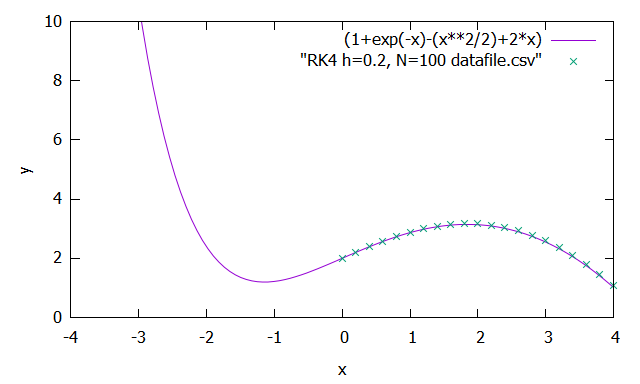 (1+exp(-x)-(x**2/2)+2*x)
"RK4 h=0.2, N=100 datafile.csv"
10
8
6
4
2
0
y
-4 -3 -2 -1 0 1 2 3 4
x